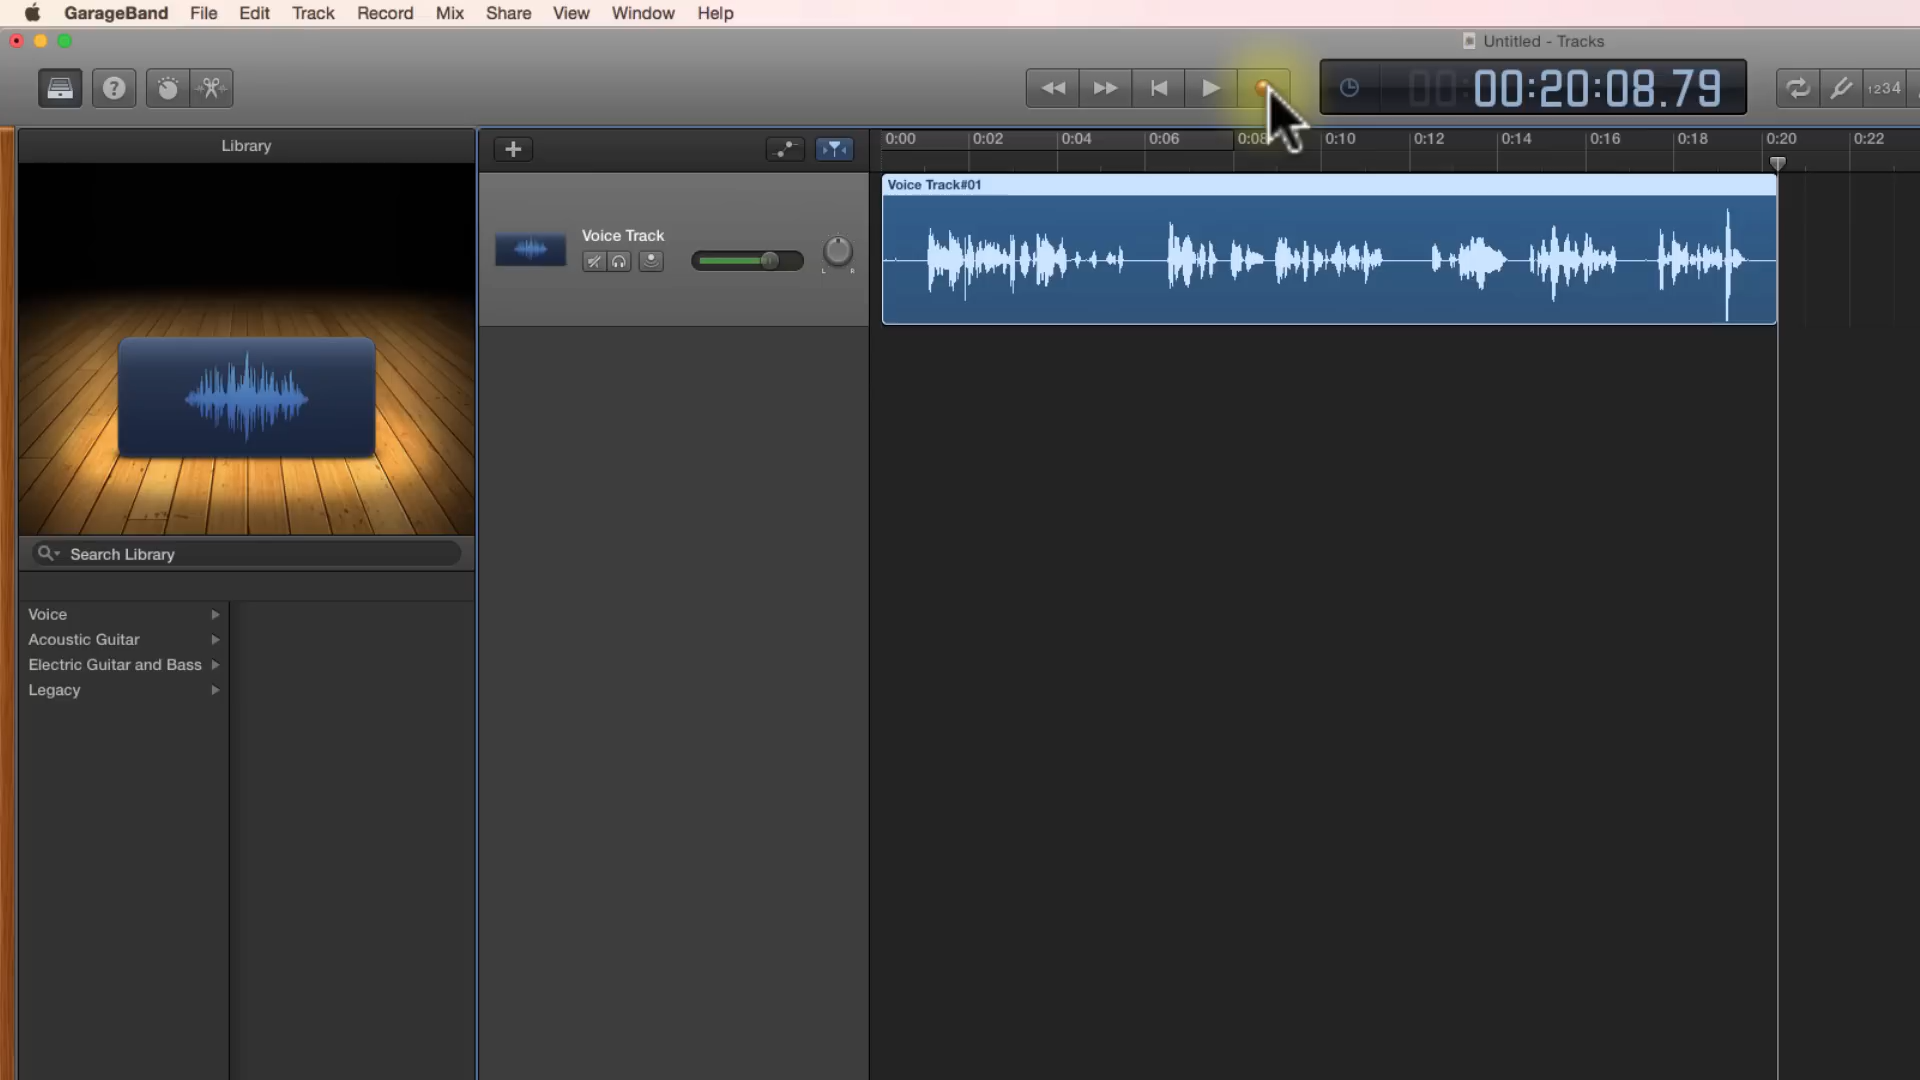 GarageBand File Edit Track Record Mix Share View Window Help
Untitled - Tracks
00:20:08.79
1234
Library
0:00 0:02 0:04 0:06 0:08 0:10 0:12 0:14 0:16 0:18 0:20 0:22
Voice Track#01
Voice Track
L R
Search Library
Voice
Acoustic Guitar
Electric Guitar and Bass
Legacy